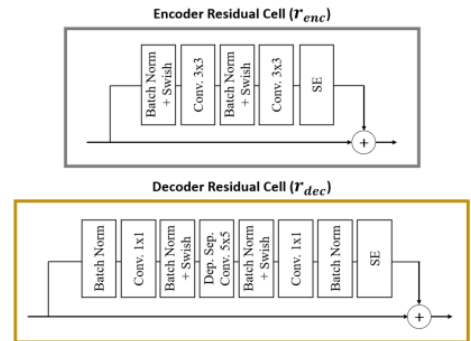 Encoder Residual Cell (r_enc)
Batch Norm
+ Swish
Conv. 3x3
Batch Norm
+ Swish
Conv. 3x3
SE
+
Decoder Residual Cell (r_dec)
Batch Norm
Conv. 1x1
Batch Norm
+ Swish
Dep. Sep.
Conv. 5x5
Batch Norm
+ Swish
Conv. 1x1
Batch Norm
SE
+